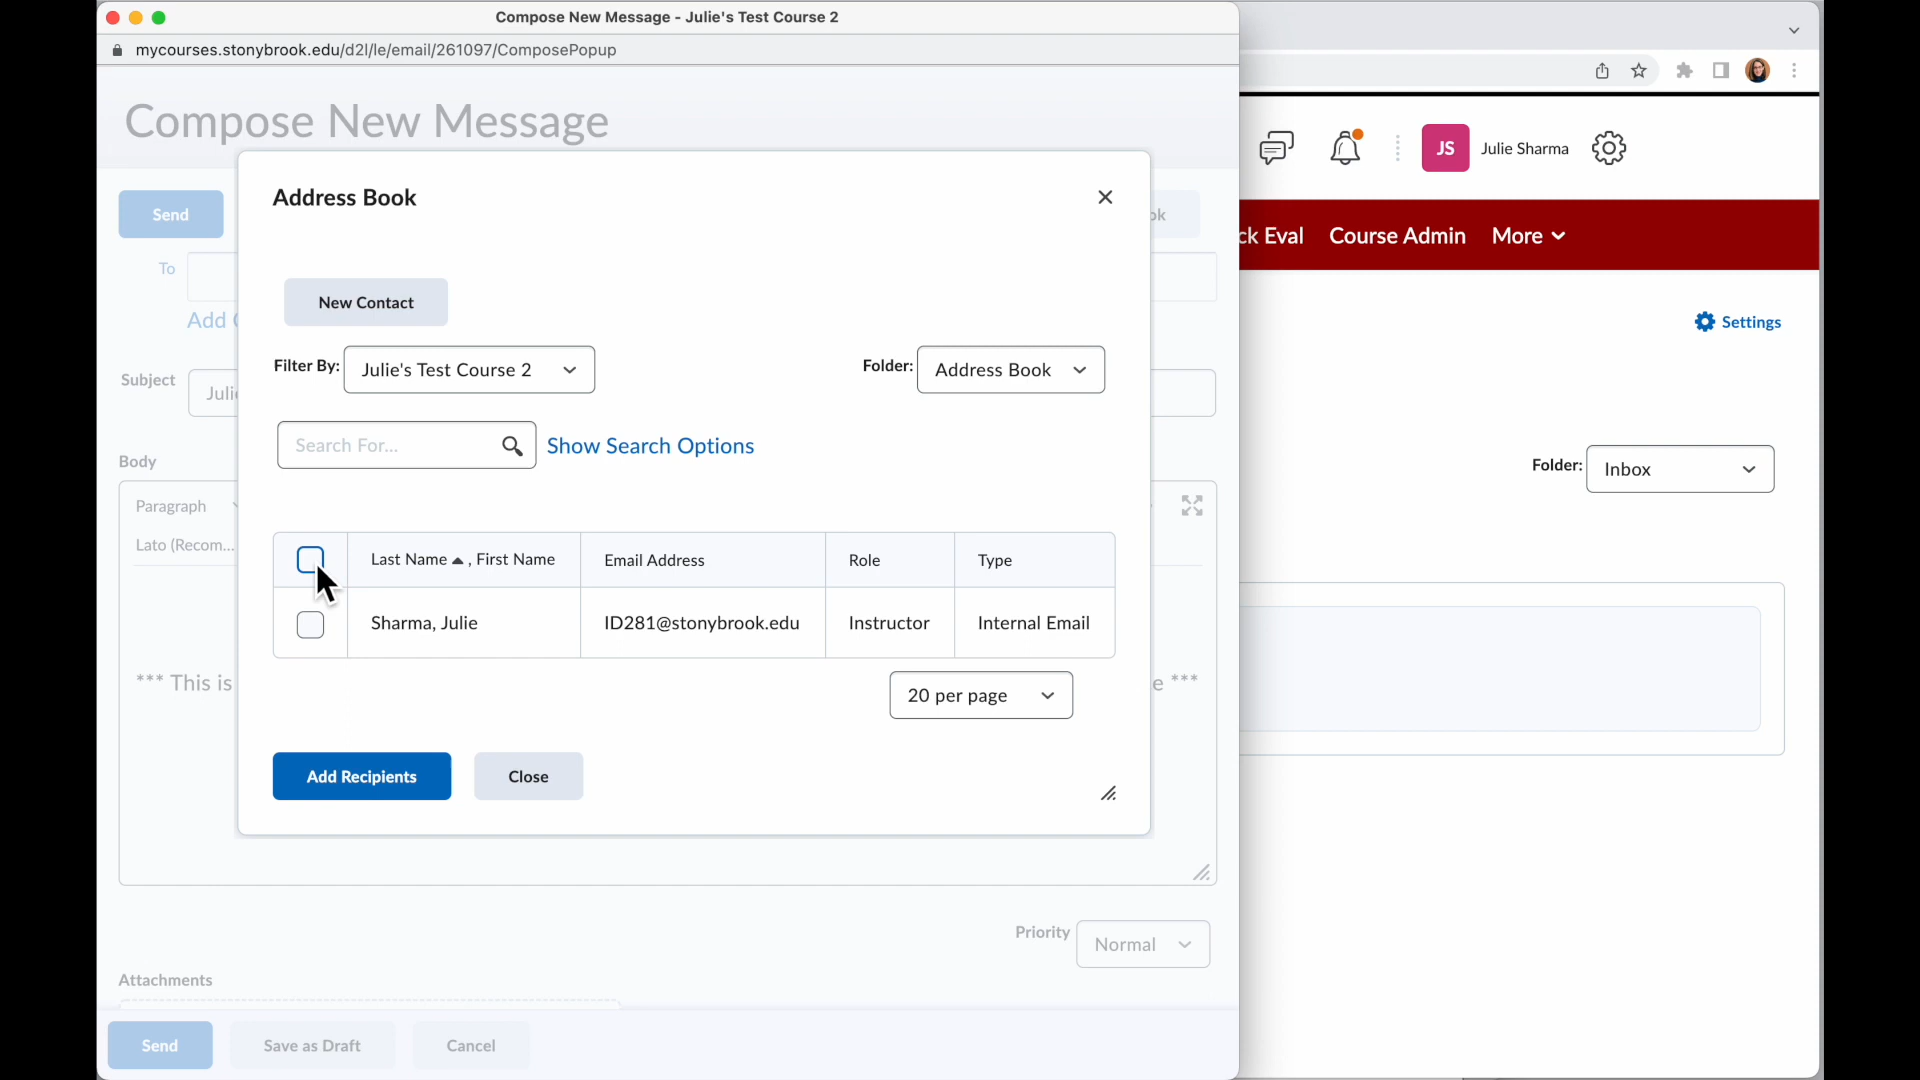 Compose New Message - Julie's Test Course 2
mycourses.stonybrook.edu/d2l/le/email/261097/ComposePopup
Compose New Message
JS Julie Sharma
Course Admin More
Eval
Send
To
Add
Subject
Body
Paragraph
Lato (Recom...
*** This is
e ***
Address Book
New Contact
Filter By: Julie's Test Course 2
Folder: Address Book
Search For... Show Search Options
Last Name , First Name Email Address Role Type
Sharma, Julie ID281@stonybrook.edu Instructor Internal Email
20 per page
Add Recipients Close
Settings
Folder: Inbox
Priority Normal
Attachments
Send Save as Draft Cancel